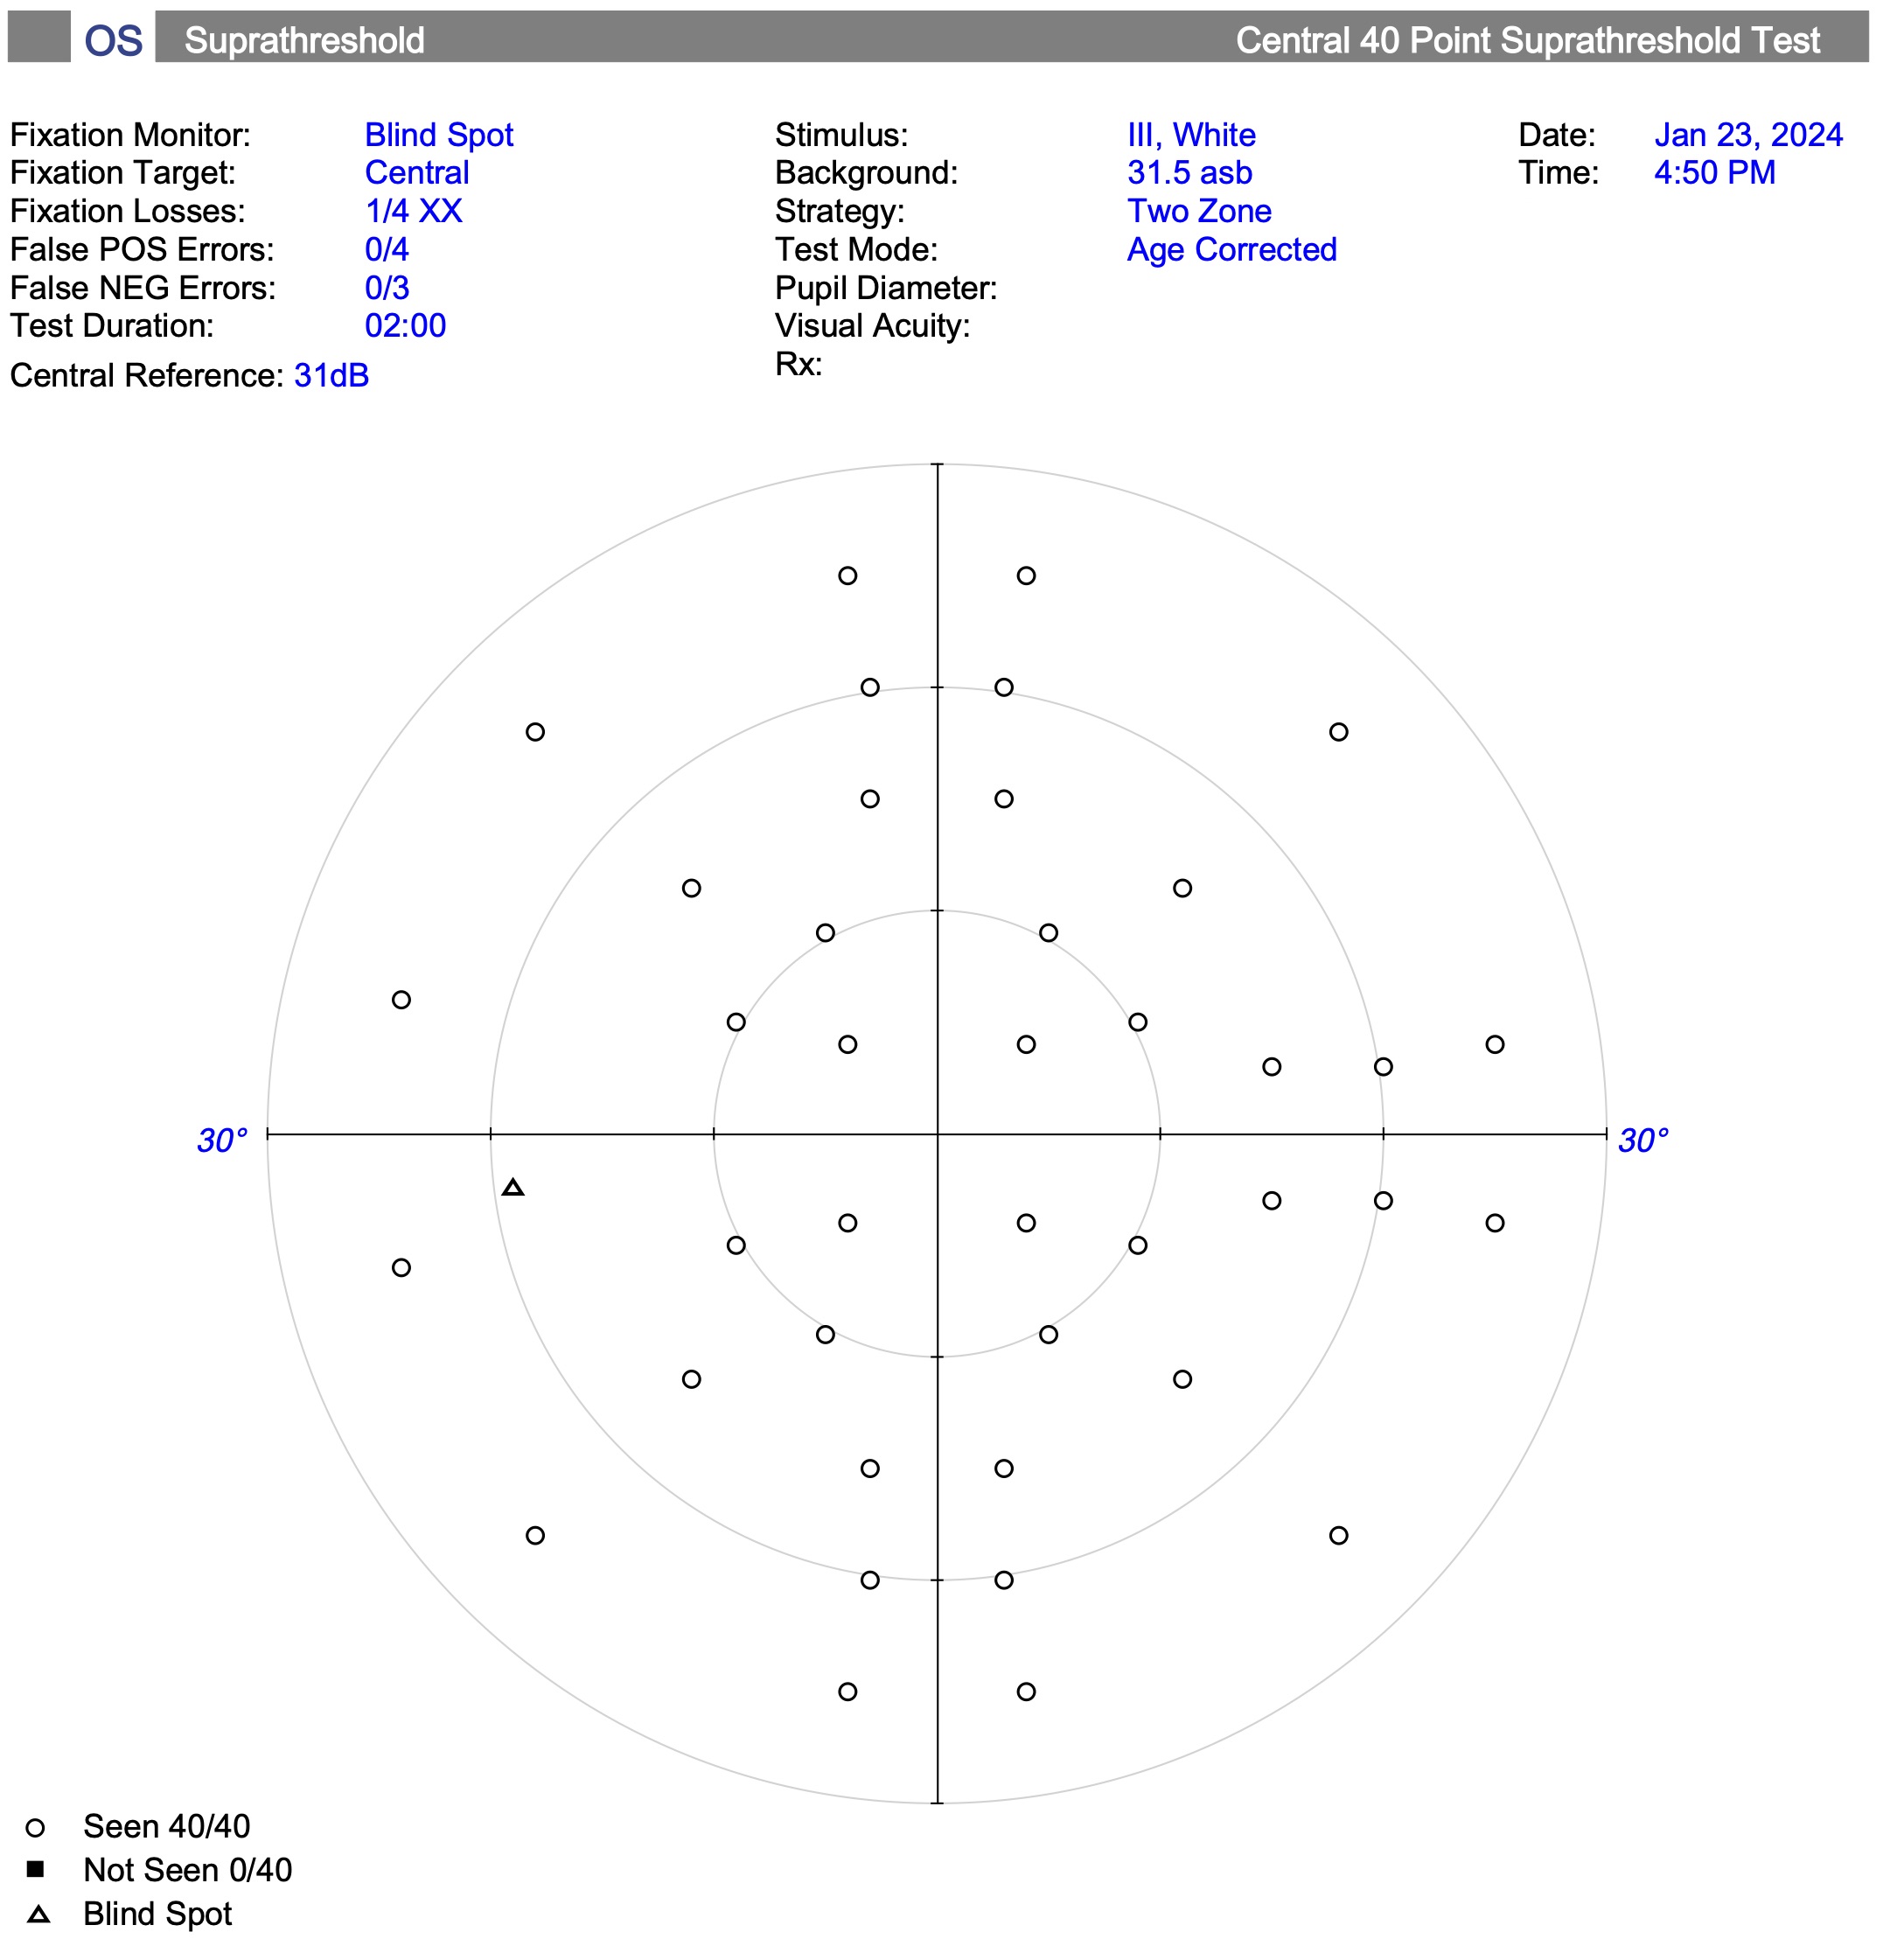 OS Suprathreshold Central 40 Point Suprathreshold Test
Fixation Monitor: Blind Spot Stimulus: III, White Date: Jan 23, 2024
Fixation Target: Central Background: 31.5 asb Time: 4:50 PM
Fixation Losses: 1/4 XX Strategy: Two Zone
False POS Errors: 0/4 Test Mode: Age Corrected
False NEG Errors: 0/3 Pupil Diameter:
Test Duration: 02:00 Visual Acuity:
Central Reference: 31dB Rx:
30° 30°
Seen 40/40
Not Seen 0/40
Blind Spot